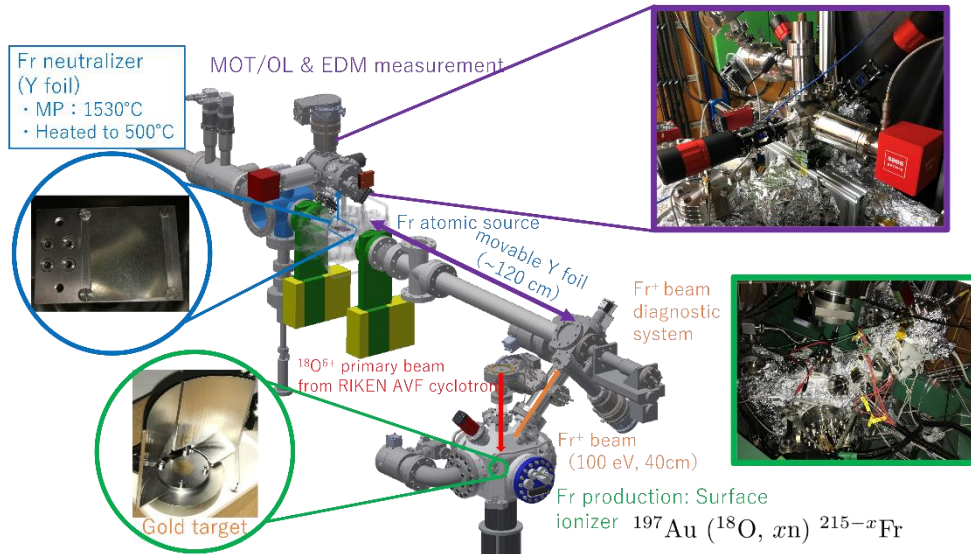 Fr neutralizer
(Y foil)
・MP：1530°C
・Heated to 500°C
MOT/OL & EDM measurement
saes
getters
Fr atomic source
movable Y foil
(~120 cm)
Fr⁺ beam
diagnostic
system
¹⁸O⁶⁺ primary beam
from RIKEN AVF cyclotron
Fr⁺ beam
(100 eV, 40cm)
Gold target
Fr production: Surface
ionizer ¹⁹⁷Au (¹⁸O, xn) ²¹⁵⁻ˣFr